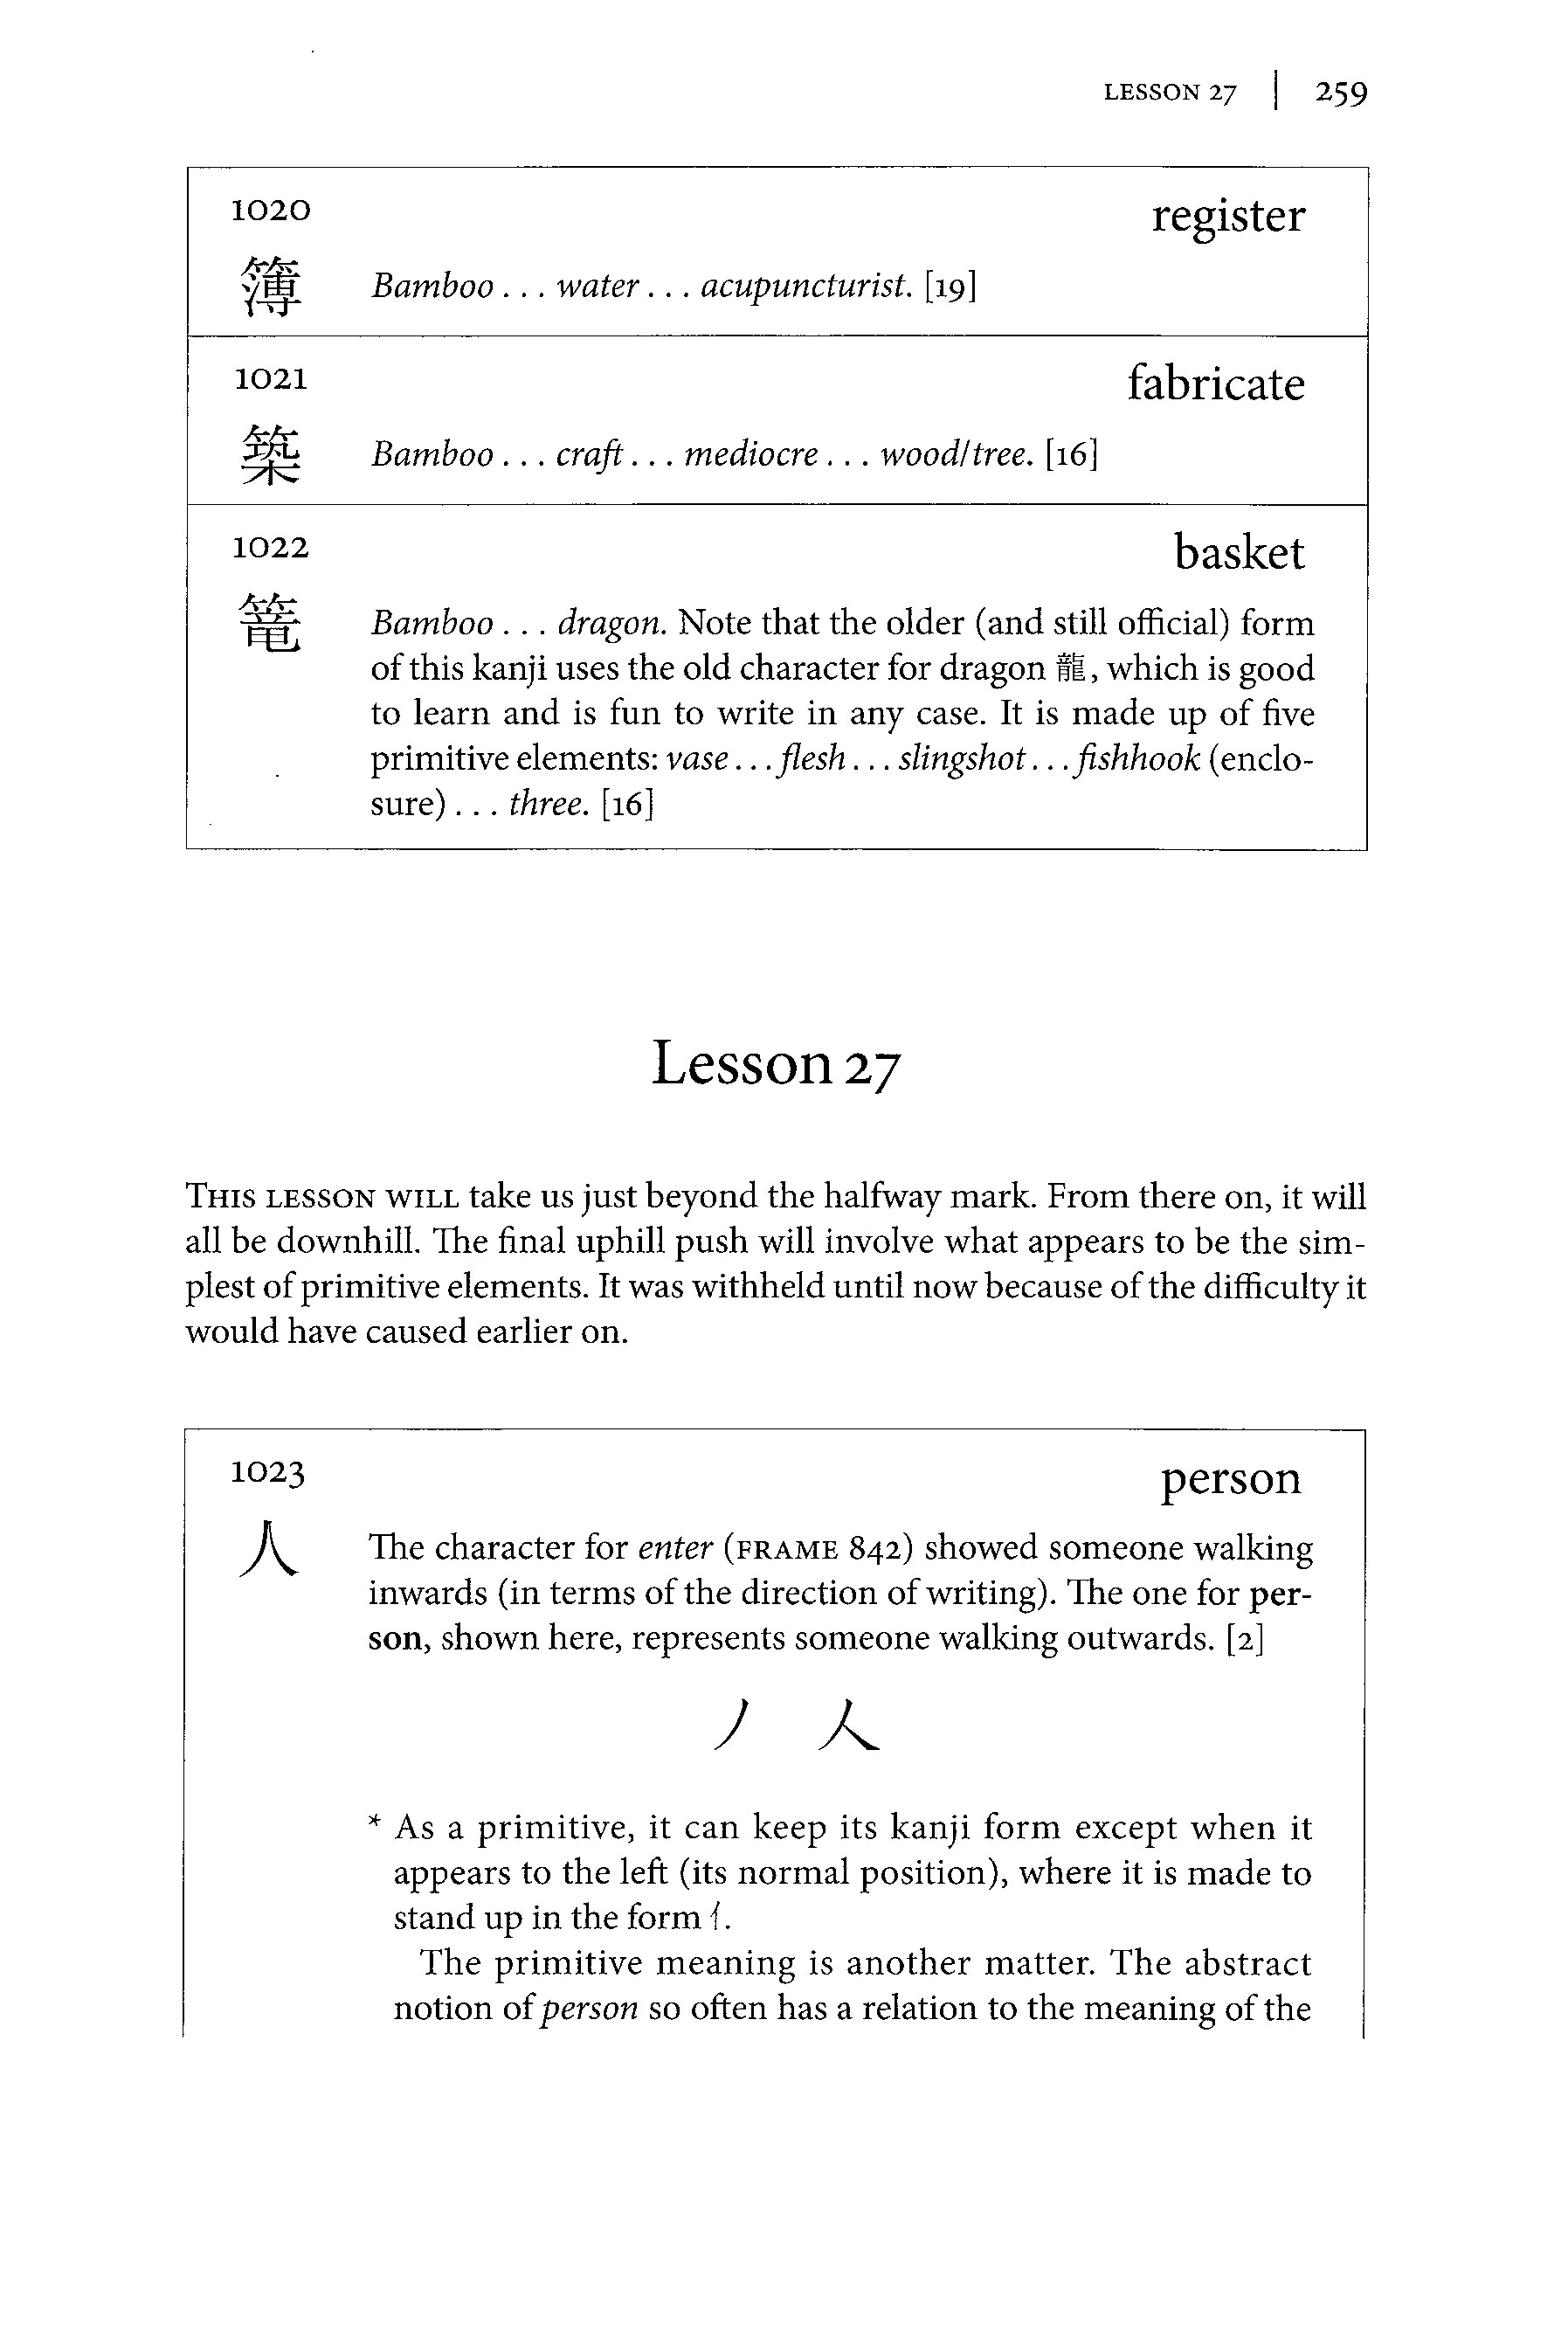 LESSON 27 | 259
1020 register
簿 Bamboo . . . water . . . acupuncturist. [19]
1021 fabricate
築 Bamboo . . . craft . . . mediocre . . . wood/tree. [16]
1022 basket
篭 Bamboo . . . dragon. Note that the older (and still official) form
of this kanji uses the old character for dragon 龍, which is good
to learn and is fun to write in any case. It is made up of five
primitive elements: vase . . . flesh . . . slingshot . . . fishhook (enclo-
sure) . . . three. [16]
Lesson 27
THIS LESSON WILL take us just beyond the halfway mark. From there on, it will
all be downhill. The final uphill push will involve what appears to be the sim-
plest of primitive elements. It was withheld until now because of the difficulty it
would have caused earlier on.
1023 person
人 The character for enter (FRAME 842) showed someone walking
inwards (in terms of the direction of writing). The one for per-
son, shown here, represents someone walking outwards. [2]
ノ 人
* As a primitive, it can keep its kanji form except when it
appears to the left (its normal position), where it is made to
stand up in the form 亻.
The primitive meaning is another matter. The abstract
notion of person so often has a relation to the meaning of the